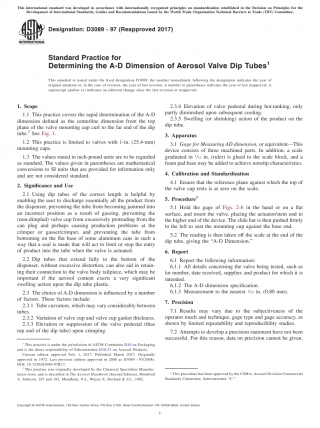 This international standard was developed in accordance with internationally recognized principles on standardization established in the Decision on Principles for the
Development of International Standards, Guides and Recommendations issued by the World Trade Organization Technical Barriers to Trade (TBT) Committee.
Designation: D3089 − 97 (Reapproved 2017)
Standard Practice for
Determining the A-D Dimension of Aerosol Valve Dip Tubes1
This standard is issued under the fixed designation D3089; the number immediately following the designation indicates the year of
original adoption or, in the case of revision, the year of last revision. A number in parentheses indicates the year of last reapproval. A
superscript epsilon (ε) indicates an editorial change since the last revision or reapproval.
1. Scope
1.1 This practice covers the rapid determination of the A-D
dimension defined as the centerline dimension from the top
plane of the valve mounting cup curl to the far end of the dip
tube.2 See Fig. 1.
1.2 This practice is limited to valves with 1-in. (25.4-mm)
mounting cups.
1.3 The values stated in inch-pound units are to be regarded
as standard. The values given in parentheses are mathematical
conversions to SI units that are provided for information only
and are not considered standard.
2. Significance and Use
2.1 Using dip tubes of the correct length is helpful by
enabling the user to discharge essentially all the product from
the dispenser, preventing the tube from becoming jammed into
an incorrect position as a result of gassing, preventing the
(non-dimpled) valve cup from excessively protruding from the
can plug and perhaps causing production problems at the
crimper or gasser/crimper, and preventing the tube from
bottoming on the flat base of some aluminum cans in such a
way that a seal is made that will act to limit or stop the entry
of product into the tube when the valve is actuated.
2.2 Dip tubes that extend fully to the bottom of the
dispenser, without excessive distortion, can also aid in retain-
ing their connection to the valve body tailpiece, which may be
important if the aerosol content exerts a very significant
swelling action upon the dip tube plastic.
2.3 The choice of A-D dimension is influenced by a number
of factors. These factors include:
2.3.1 Tube curvature, which may vary considerably between
tubes.
2.3.2 Variation of valve cup and valve cup gasket thickness.
2.3.3 Elevation or suppression of the valve pedestal (thus
top end of the dip tube) upon crimping.
2.3.4 Elevation of valve pedestal during hot-tanking, only
partly diminished upon subsequent cooling.
2.3.5 Swelling (or shrinking) action of the product on the
dip tube.
3. Apparatus
3.1 Gage for Measuring AD dimension, or equivalent—This
device consists of three machined parts. In addition, a scale
graduated in 1⁄32 in. (ruler) is glued to the scale block, and a
foam pad base may be added to achieve nonslip characteristics.
4. Calibration and Standardization
4.1 Ensure that the reference plane against which the top of
the valve cup rests is at zero on the scale.
5. Procedure2
5.1 Hold the gage of Figs. 2-6 in the hand or on a flat
surface, and insert the valve, placing the actuator/stem end to
the higher end of the device. The slide bar is then pushed firmly
to the left to seat the mounting cup against the base end.
5.2 The reading is then taken off the scale at the end of the
dip tube, giving the “A-D Dimension.”
6. Report
6.1 Report the following information:
6.1.1 All details concerning the valve being tested, such as
lot number, date received, supplier, and product for which it is
intended.
6.1.2 The A-D dimension specification.
6.1.3 Measurement to the nearest 1⁄32 in. (0.80 mm).
7. Precision
7.1 Results may vary due to the subjectiveness of the
operator touch and technique, gage type and gage accuracy, as
shown by limited repeatability and reproducibility studies.
7.2 Attempts to develop a precision statement have not been
successful. For this reason, data on precision cannot be given.
1 This practice is under the jurisdiction of ASTM Committee D10 on Packaging
and is the direct responsibility of Subcommittee D10.33 on Aerosol Products.
Current edition approved Feb. 1, 2017. Published March 2017. Originally
approved in 1972. Last previous edition approved in 2008 as D3089 – 97(2008).
DOI: 10.1520/D3089-97R17.
2 This practice was originally developed by the Chemical Specialties Manufac-
turers Assn. and is described in The Aerosol Handbook (Second Edition), Montfort
A. Johnsen, 197 and 182, Mendham, N.J., Wayne E. Dorland & Co., 1982.
Copyright © ASTM International, 100 Barr Harbor Drive, PO Box C700, West Conshohocken, PA 19428-2959. United States
1